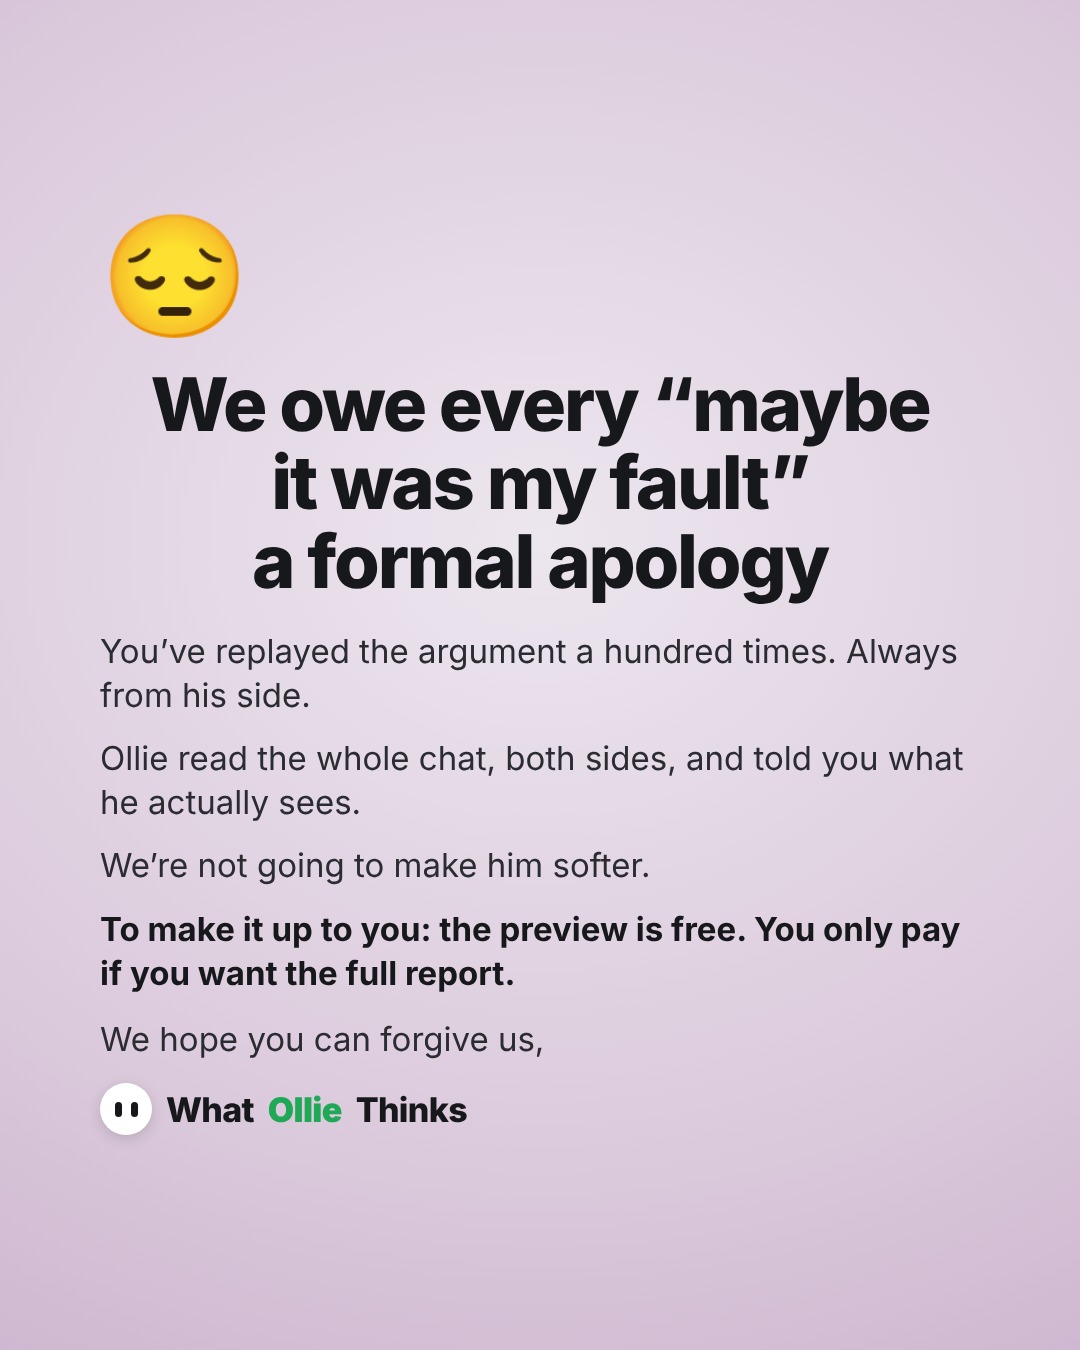 We owe every “maybe
it was my fault”
a formal apology
You’ve replayed the argument a hundred times. Always
from his side.
Ollie read the whole chat, both sides, and told you what
he actually sees.
We’re not going to make him softer.
To make it up to you: the preview is free. You only pay
if you want the full report.
We hope you can forgive us,
What Ollie Thinks